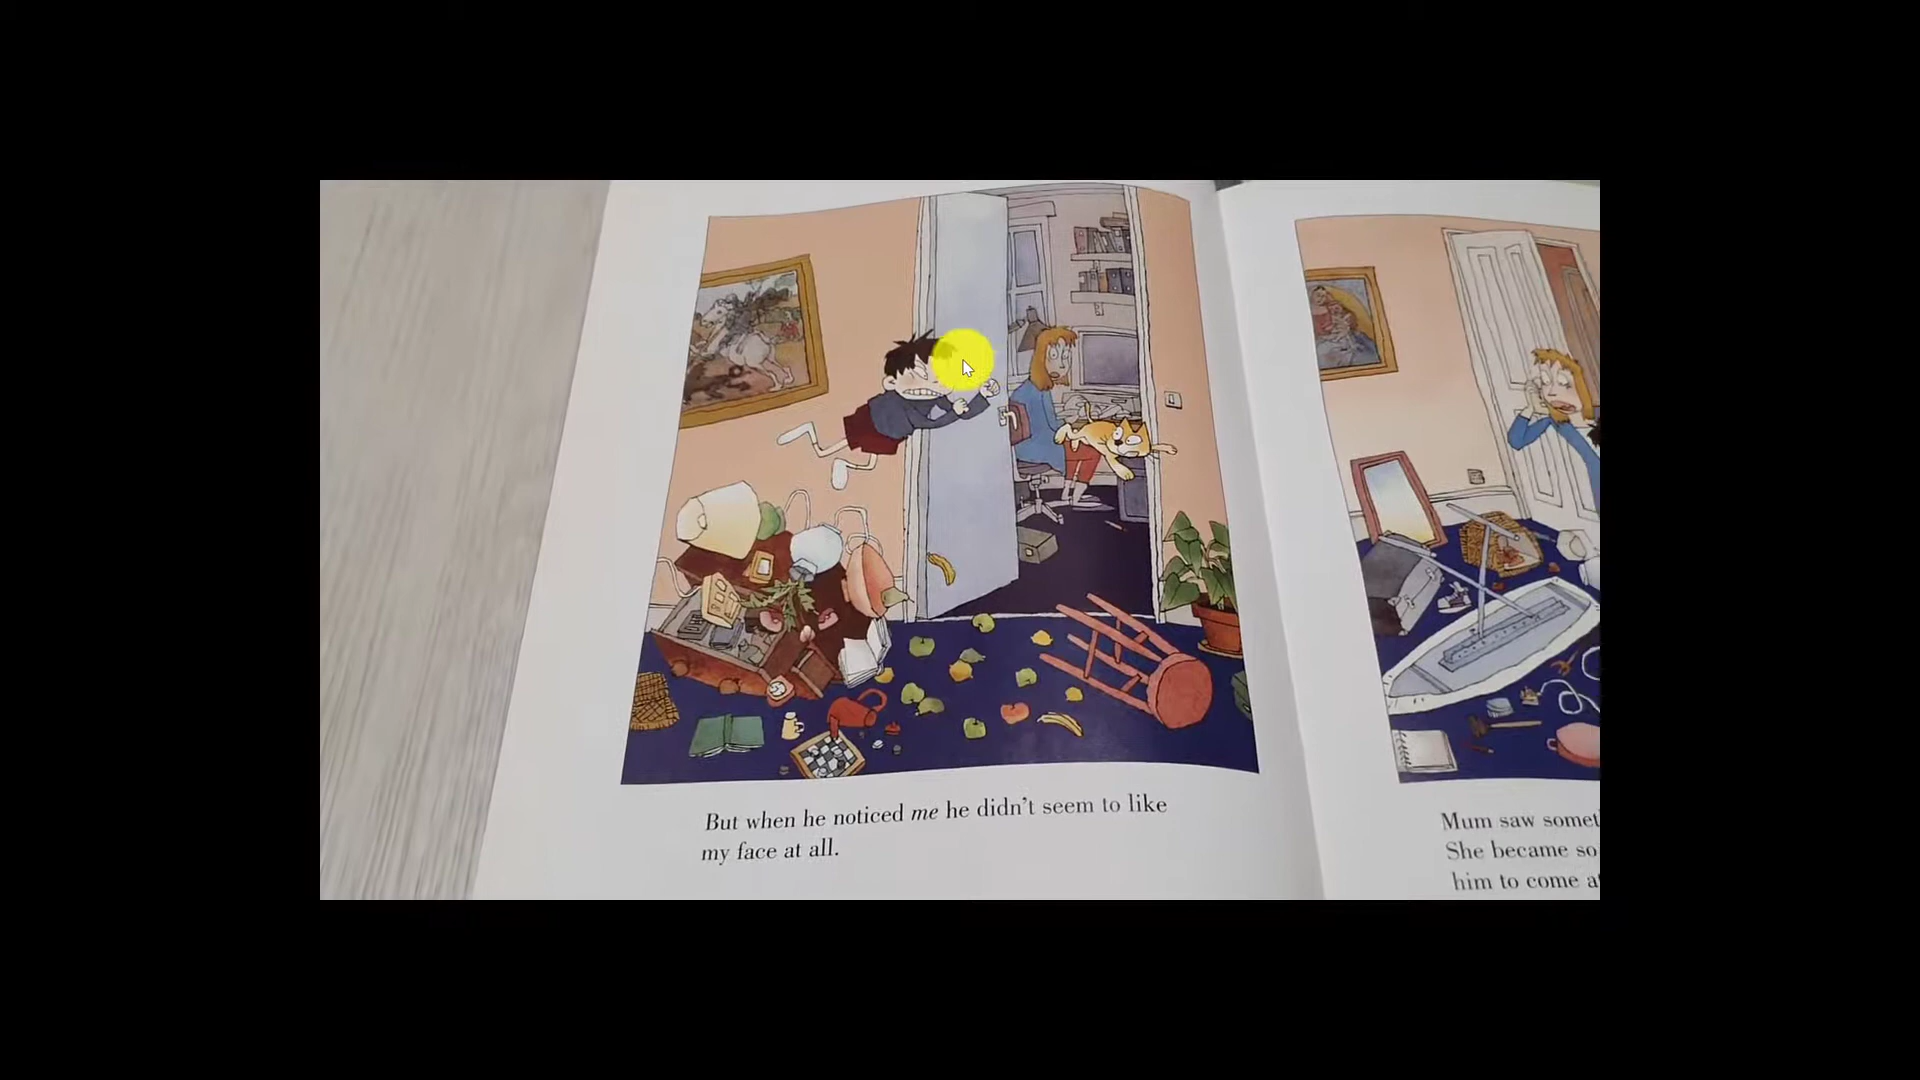 But when he noticed me he didn't seem to like
my face at all.
Mum saw
She became so
him to come